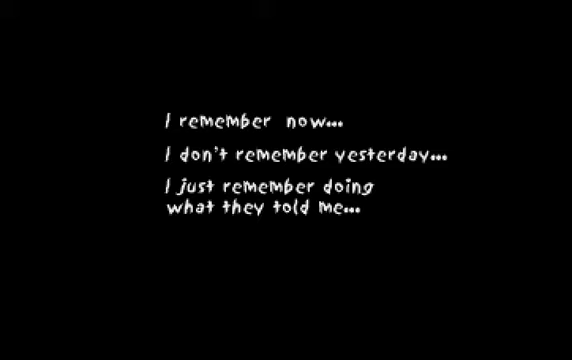 I remember now...
I don't remember yesterday...
I just remember doing
what they told me...